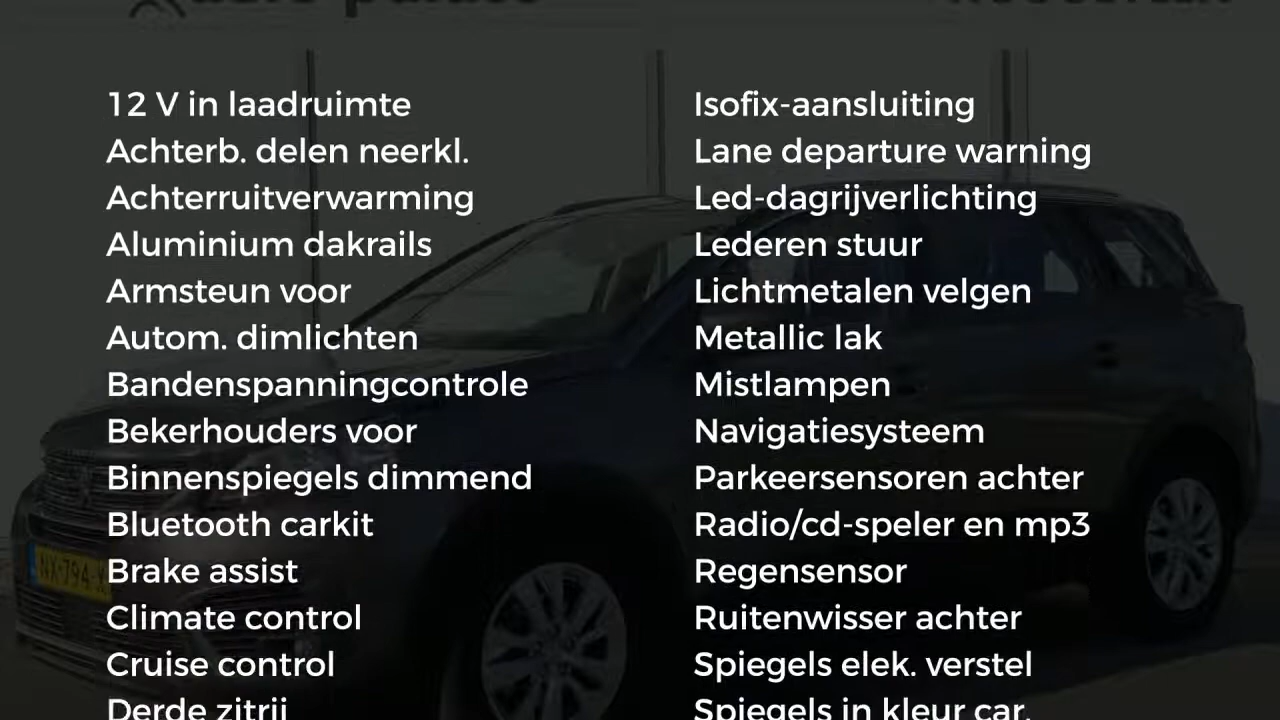 12 V in laadruimte
Achterb. delen neerkl.
Achterruitverwarming
Aluminium dakrails
Armsteun voor
Autom. dimlichten
Bandenspanningcontrole
Bekerhouders voor
Binnenspiegels dimmend
Bluetooth carkit
Brake assist
Climate control
Cruise control
Derde zitrij
Isofix-aansluiting
Lane departure warning
Led-dagrijverlichting
Lederen stuur
Lichtmetalen velgen
Metallic lak
Mistlampen
Navigatiesysteem
Parkeersensoren achter
Radio/cd-speler en mp3
Regensensor
Ruitenwisser achter
Spiegels elek. verstel
Spiegels in kleur car.
NX-794-